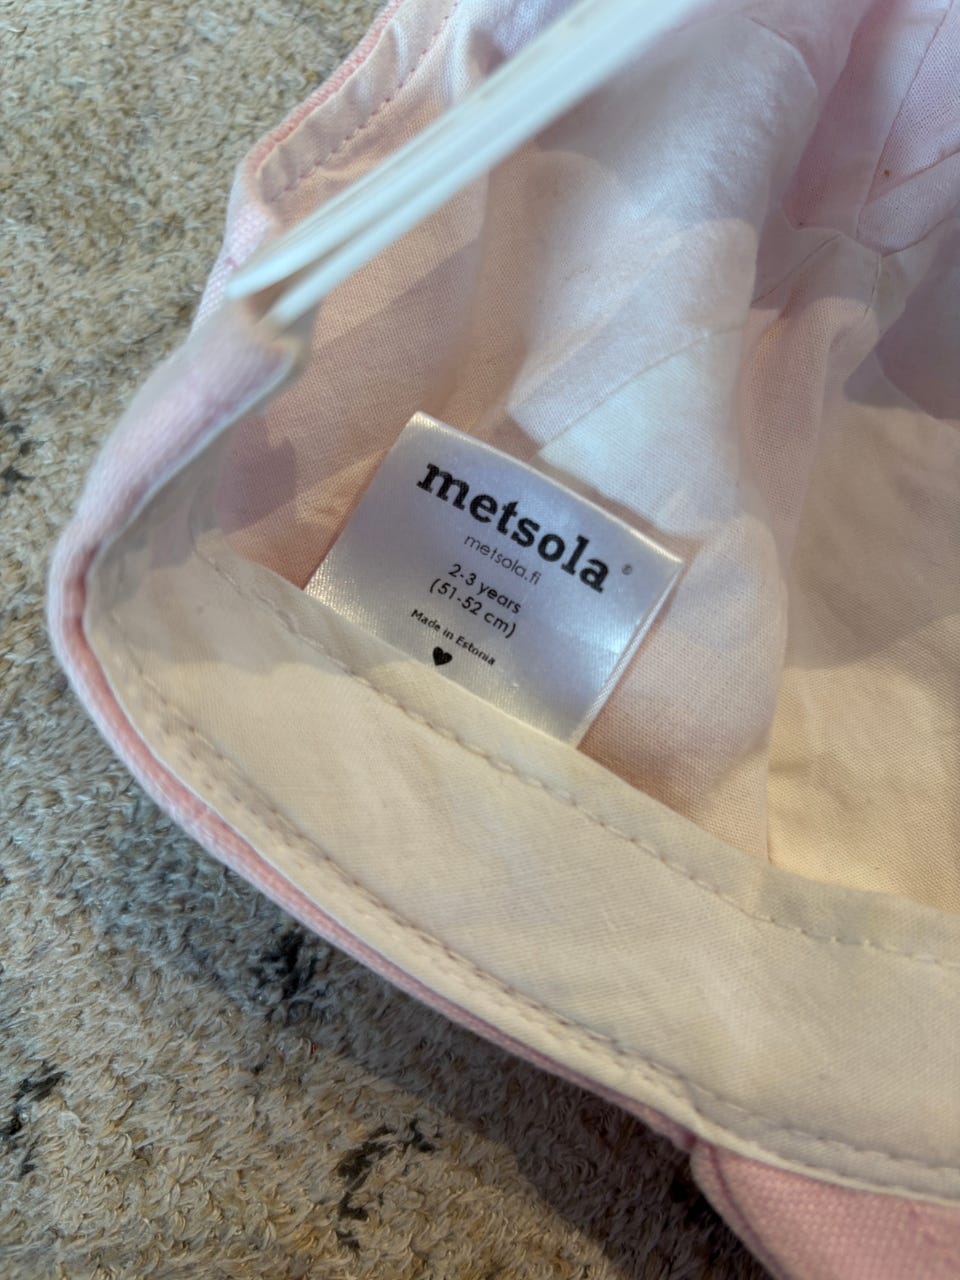 metsola®
metsola.fi
2-3 years
(51-52 cm)
Made in Estonia